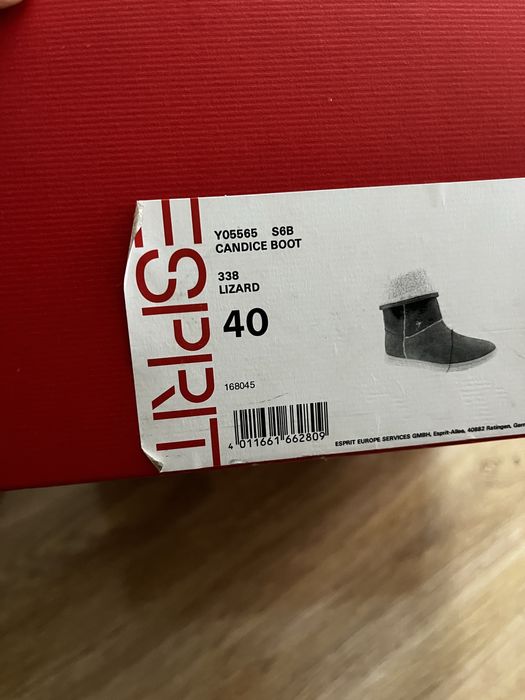 ESPRIT
Y05565 S6B
CANDICE BOOT
338
LIZARD
40
168045
4 011661 662809
ESPRIT EUROPE SERVICES GMBH, Esprit-Allee, 40882 Ratingen, Ger